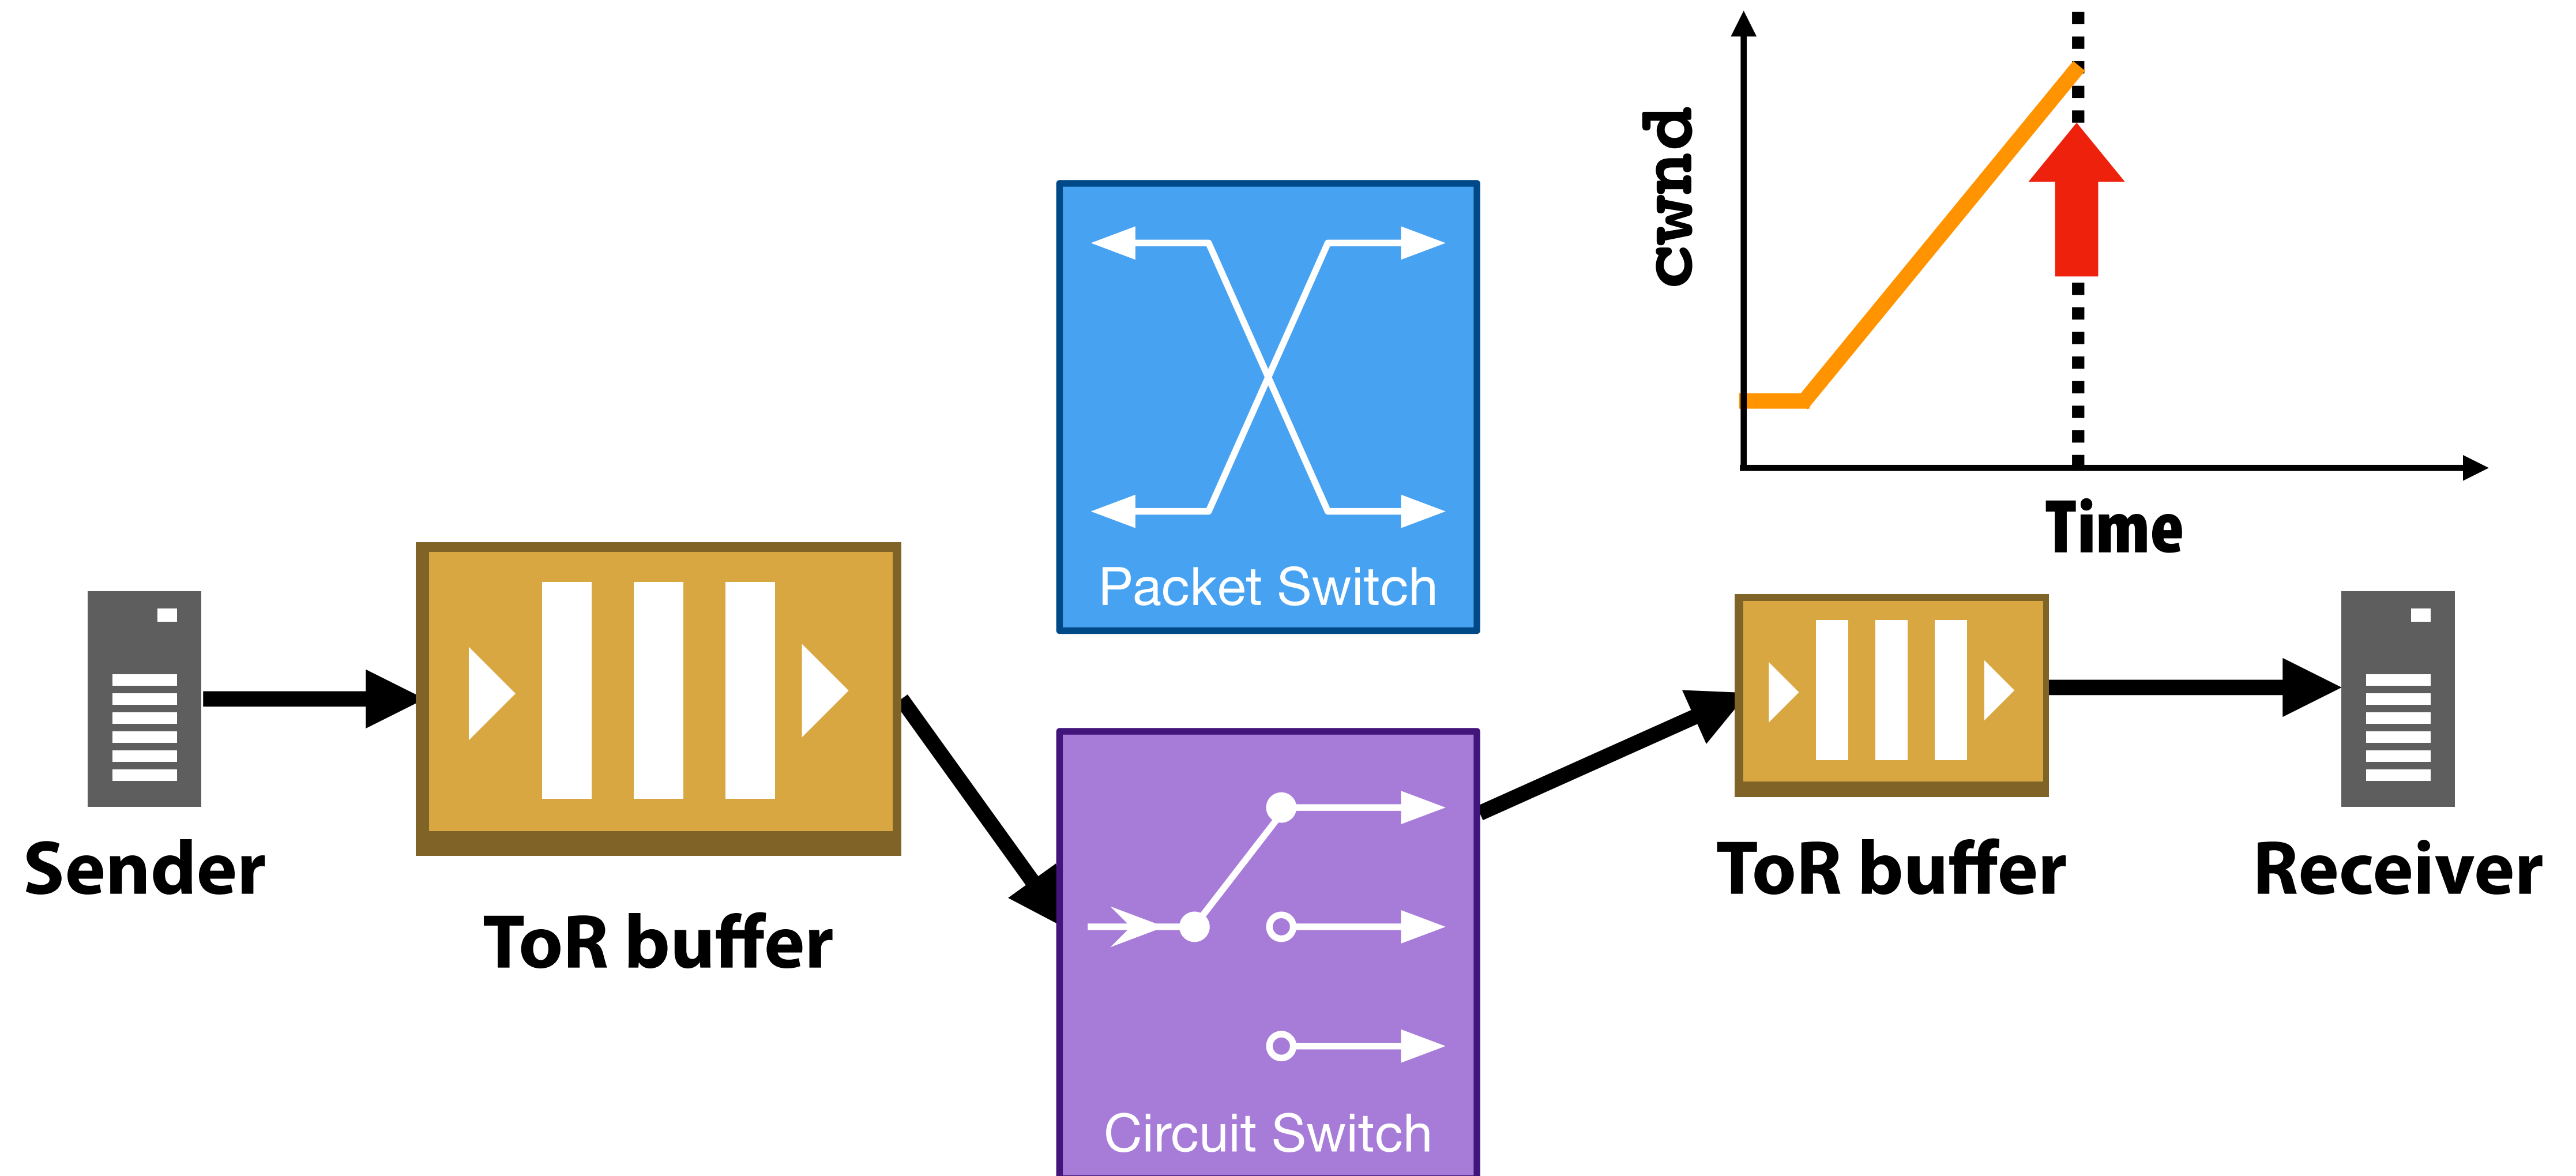 cwnd
Time
Packet Switch
Sender
ToR buffer
Circuit Switch
ToR buffer
Receiver